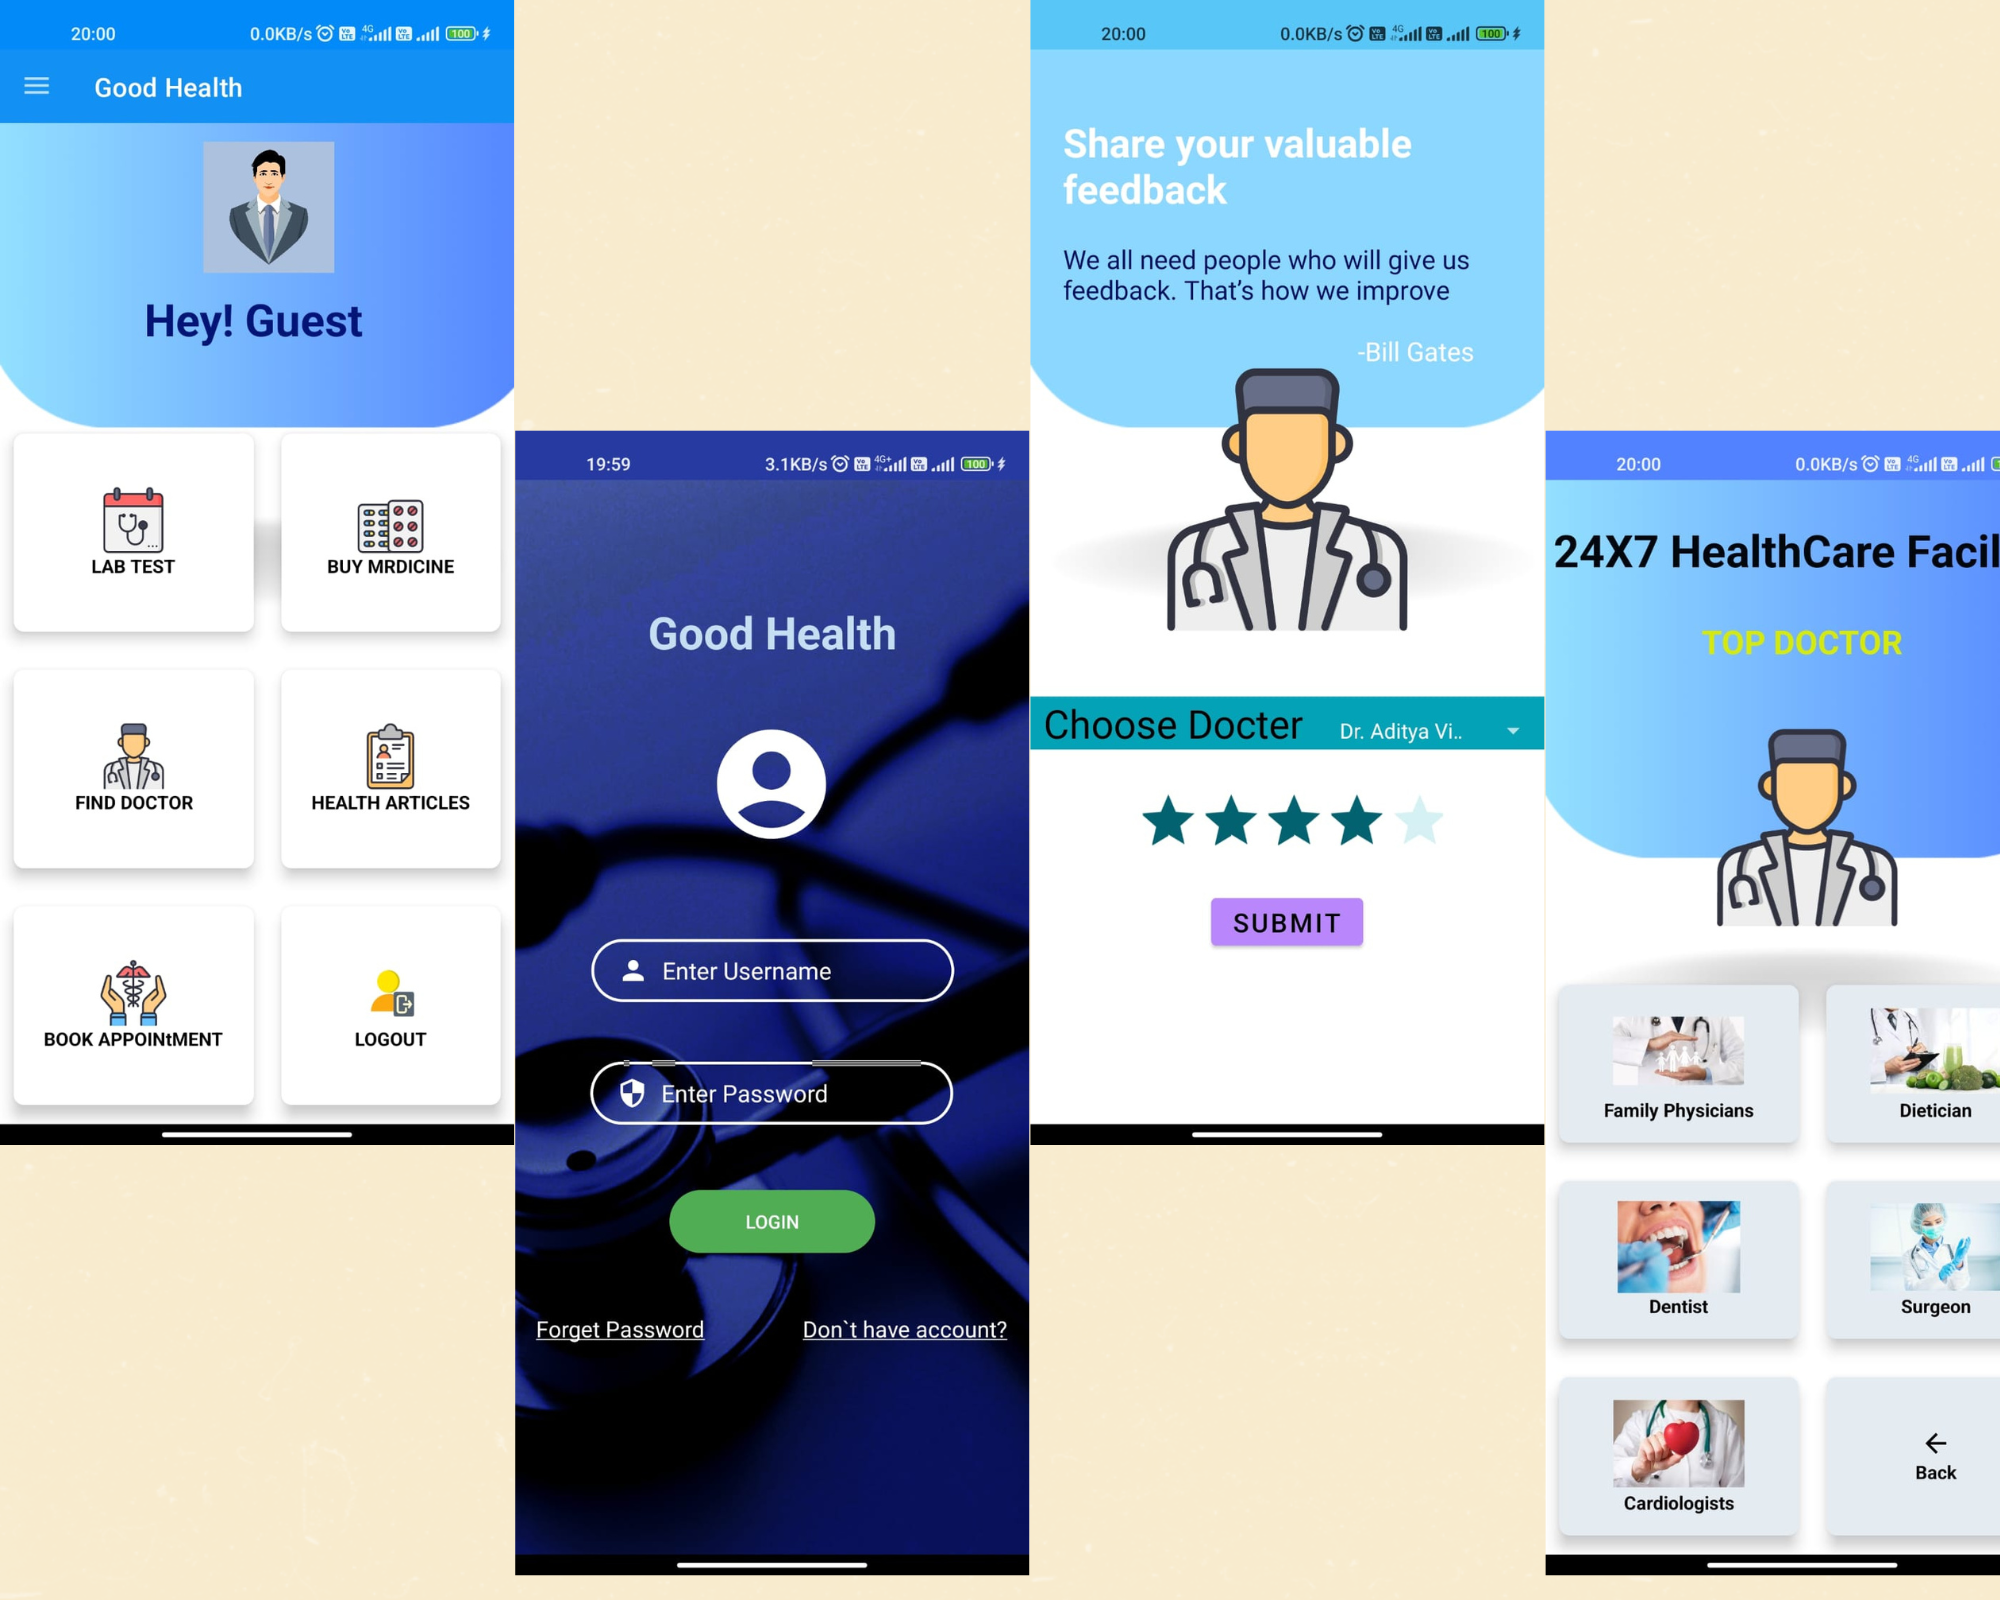 20:00
0.0KB/s
4G
100
Good Health
Hey! Guest
LAB TEST
BUY MRDICINE
FIND DOCTOR
HEALTH ARTICLES
BOOK APPOINtMENT
LOGOUT
19:59
3.1KB/s
4G+
100
Good Health
Enter Username
Enter Password
LOGIN
Forget Password
Don`t have account?
20:00
0.0KB/s
4G
100
Share your valuable
feedback
We all need people who will give us
feedback. That's how we improve
-Bill Gates
Choose Docter
Dr. Aditya Vi..
SUBMIT
20:00
0.0KB/s
4G
24X7 HealthCare Facil
TOP DOCTOR
Family Physicians
Dietician
Dentist
Surgeon
Cardiologists
Back